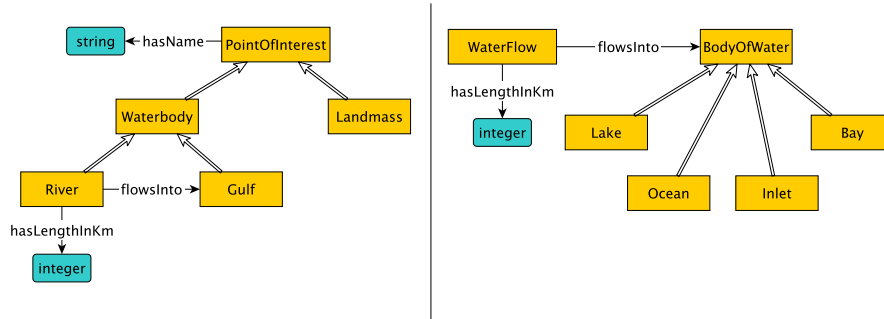 string
hasName
PointOfInterest
Waterbody
Landmass
River
flowsInto
Gulf
hasLengthInKm
integer
WaterFlow
flowsInto
BodyOfWater
hasLengthInKm
integer
Lake
Bay
Ocean
Inlet